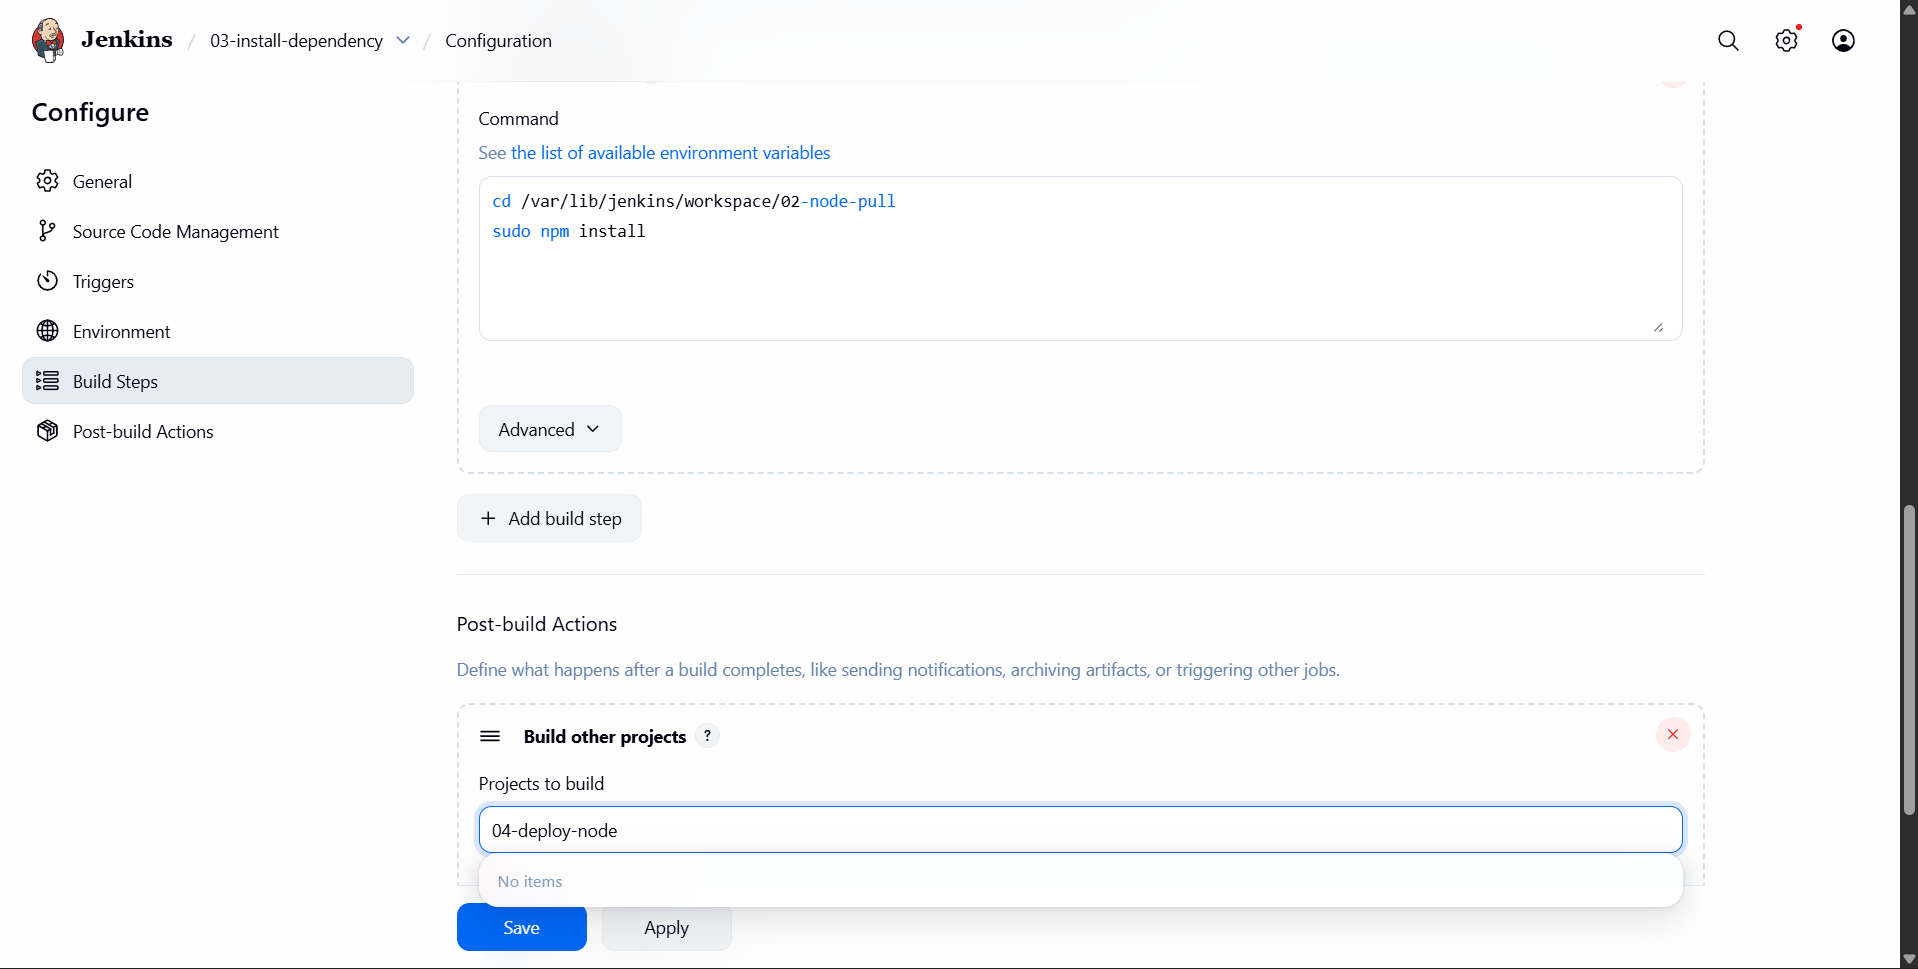 Jenkins / 03-install-dependency / Configuration
Configure
General
Source Code Management
Triggers
Environment
Build Steps
Post-build Actions
Command
See the list of available environment variables
cd /var/lib/jenkins/workspace/02-node-pull
sudo npm install
Advanced
+ Add build step
Post-build Actions
Define what happens after a build completes, like sending notifications, archiving artifacts, or triggering other jobs.
Build other projects ?
Projects to build
04-deploy-node
No items
Save
Apply